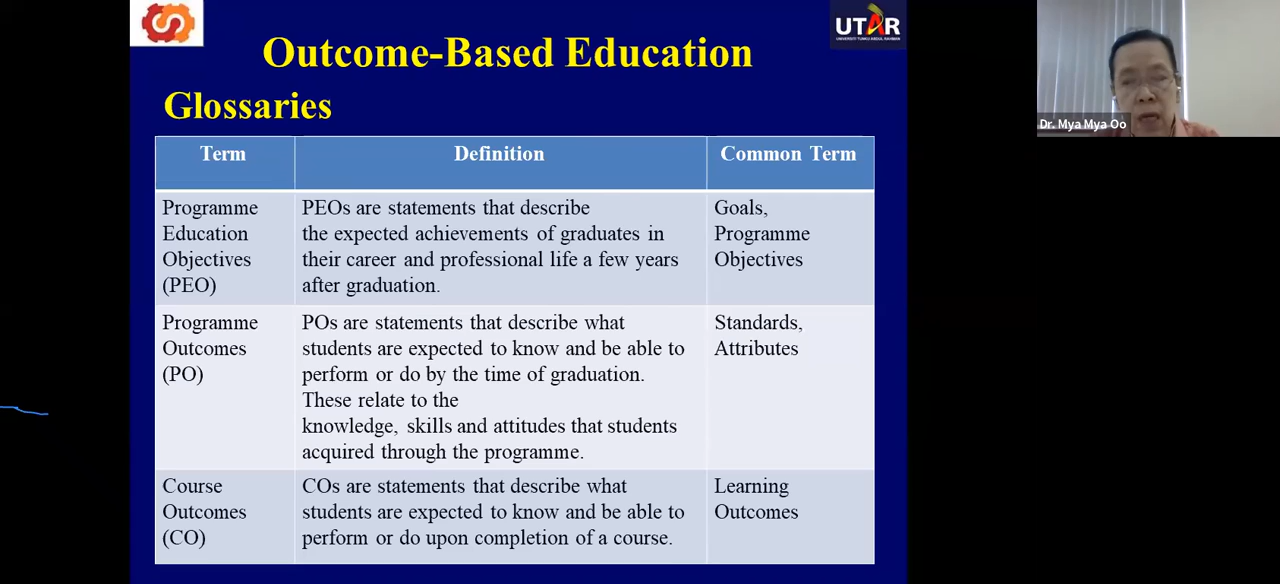 UTAR
UNIVERSITI TUNKU ABDUL RAHMAN
Outcome-Based Education
Glossaries
Term
Definition
Common Term
Programme
Education
Objectives
(PEO)
PEOs are statements that describe
the expected achievements of graduates in
their career and professional life a few years
after graduation.
Goals,
Programme
Objectives
Programme
Outcomes
(PO)
POs are statements that describe what
students are expected to know and be able to
perform or do by the time of graduation.
These relate to the
knowledge, skills and attitudes that students
acquired through the programme.
Standards,
Attributes
Course
Outcomes
(CO)
COs are statements that describe what
students are expected to know and be able to
perform or do upon completion of a course.
Learning
Outcomes
Dr. Mya Mya Oo